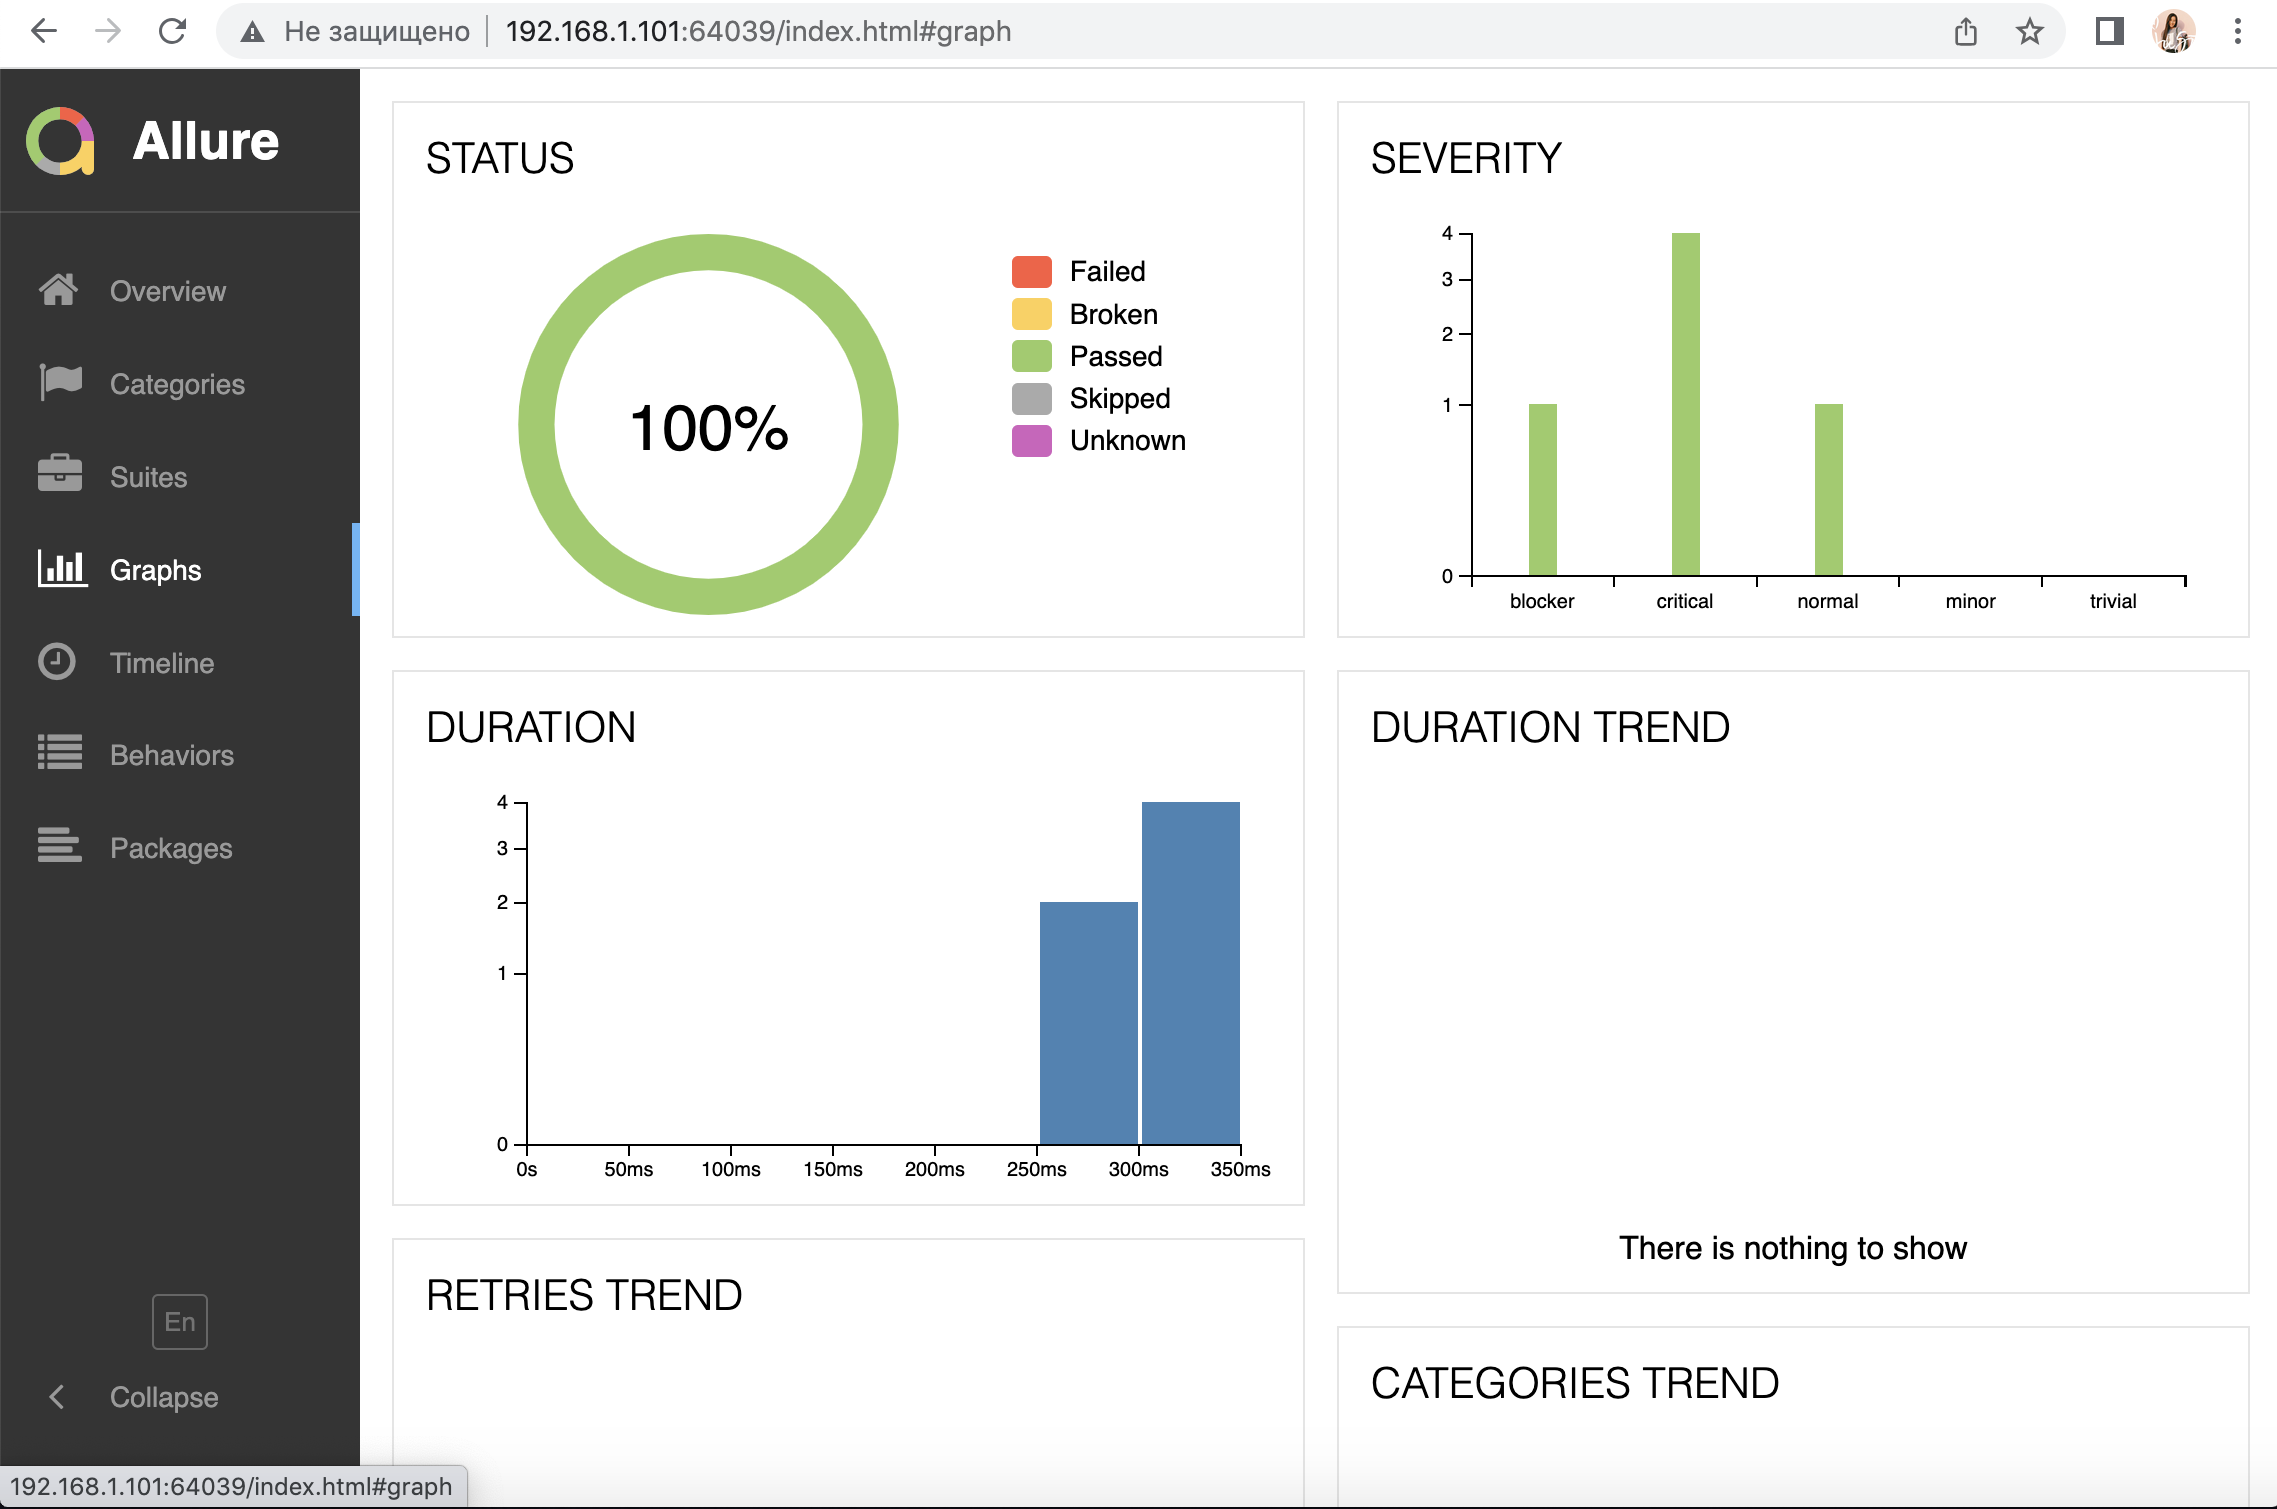 Не защищено 192.168.1.101:64039/index.html#graph
Allure
Overview
Categories
Suites
Graphs
Timeline
Behaviors
Packages
En
Collapse
192.168.1.101:64039/index.html#graph
STATUS
100%
Failed
Broken
Passed
Skipped
Unknown
SEVERITY
4
3
2
1
0
blocker critical normal minor trivial
DURATION
4
3
2
1
0
0s 50ms 100ms 150ms 200ms 250ms 300ms 350ms
DURATION TREND
There is nothing to show
RETRIES TREND
CATEGORIES TREND